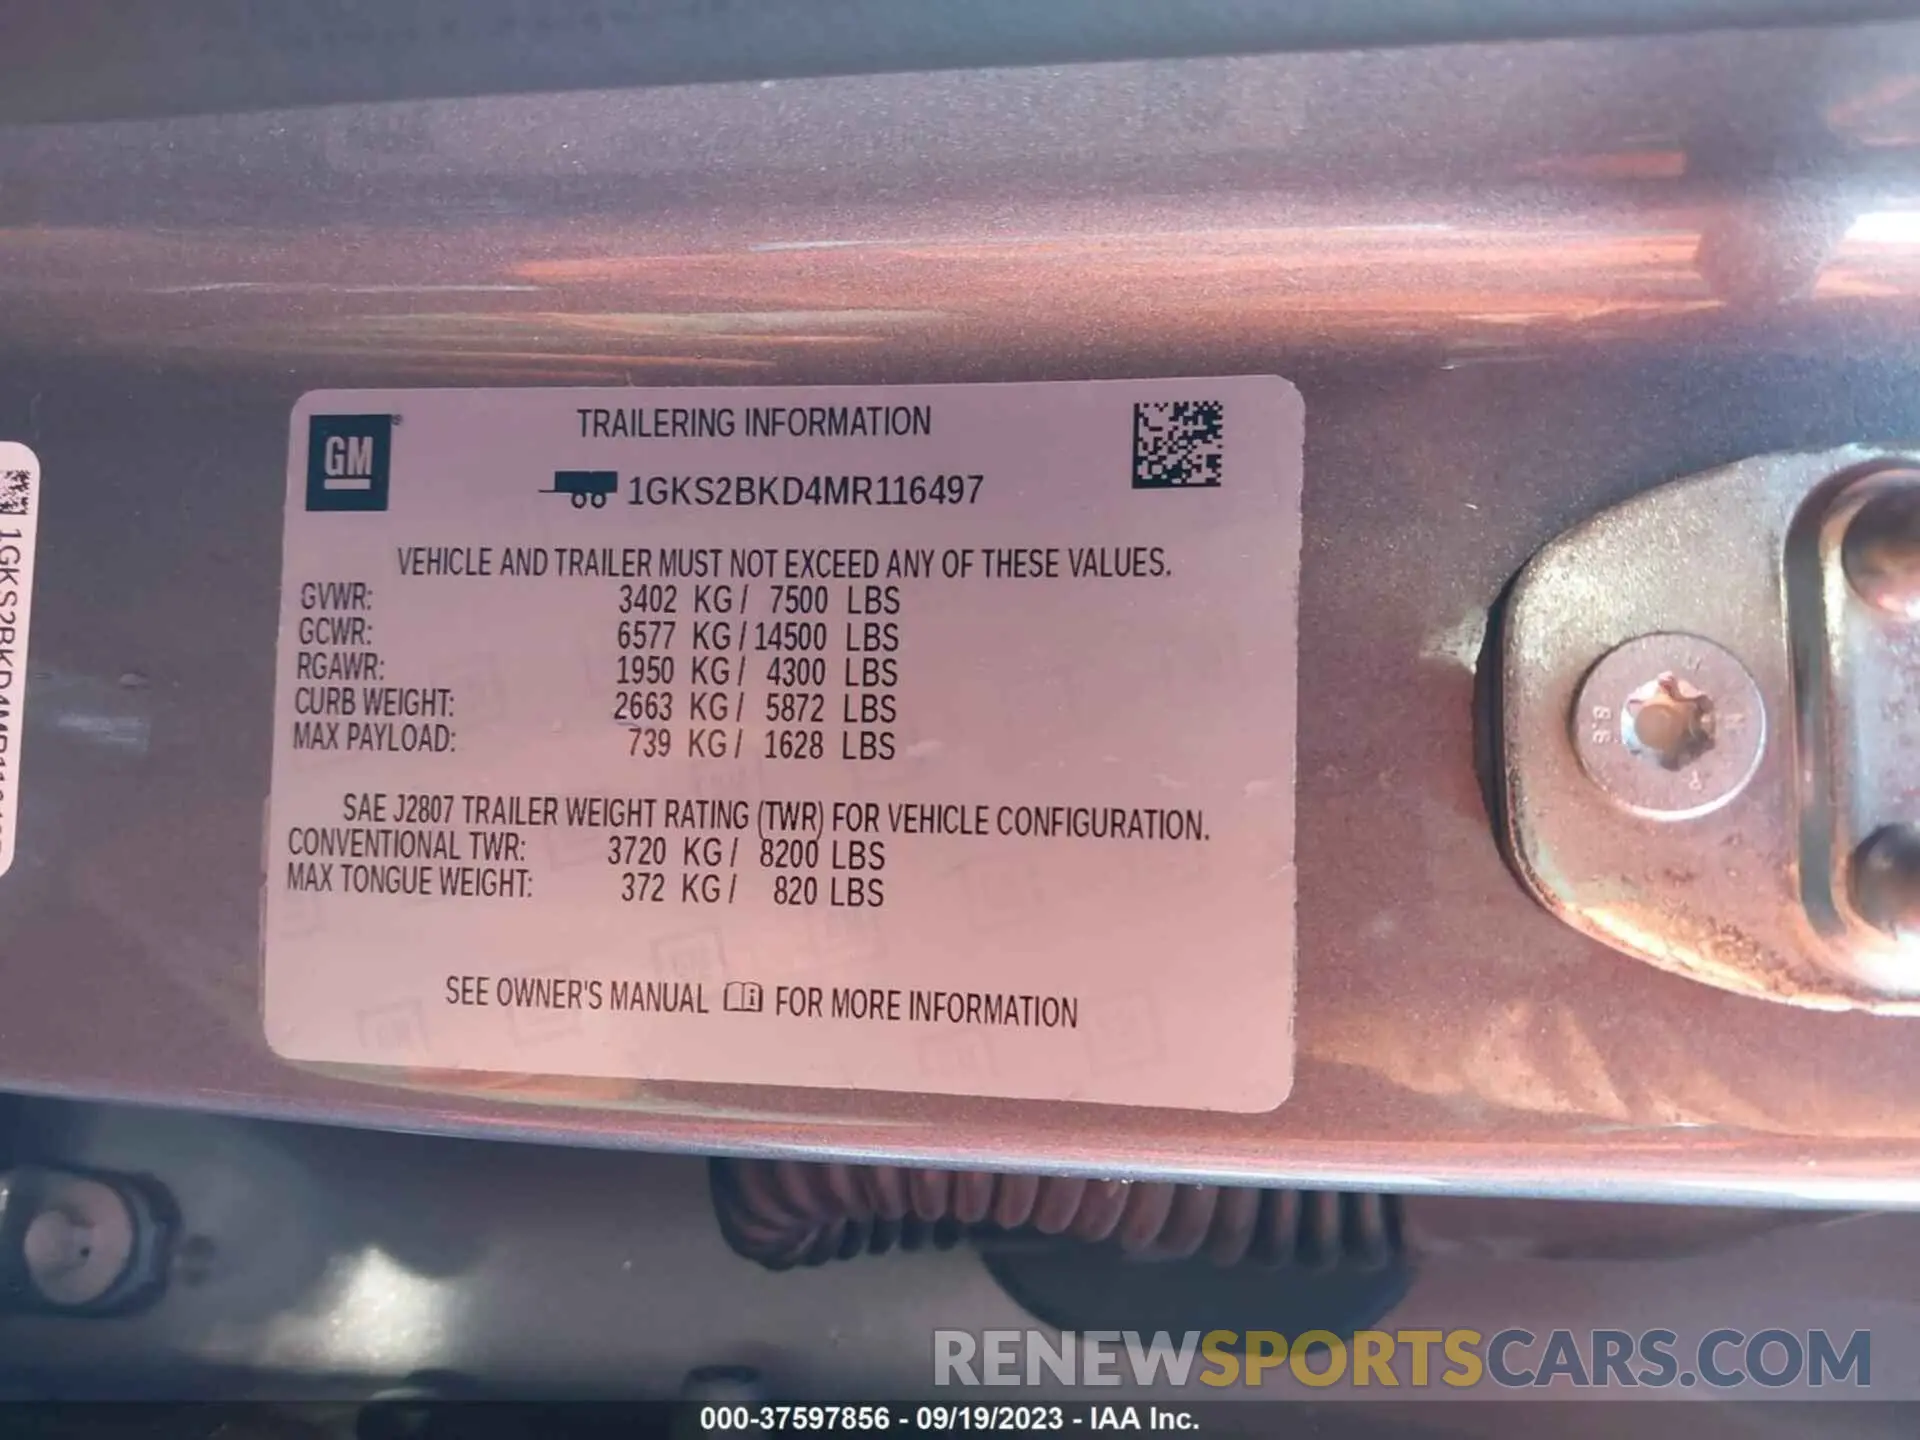 GM
TRAILERING INFORMATION
1GKS2BKD4MR116497
VEHICLE AND TRAILER MUST NOT EXCEED ANY OF THESE VALUES.
GVWR: 3402 KG / 7500 LBS
GCWR: 6577 KG / 14500 LBS
RGAWR: 1950 KG / 4300 LBS
CURB WEIGHT: 2663 KG / 5872 LBS
MAX PAYLOAD: 739 KG / 1628 LBS
SAE J2807 TRAILER WEIGHT RATING (TWR) FOR VEHICLE CONFIGURATION.
CONVENTIONAL TWR: 3720 KG / 8200 LBS
MAX TONGUE WEIGHT: 372 KG / 820 LBS
SEE OWNER'S MANUAL FOR MORE INFORMATION
8.8
RENEWSPORTSCARS.COM
000-37597856 - 09/19/2023 - IAA Inc.